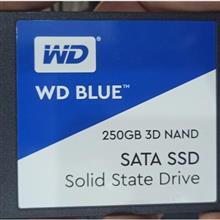 WD
WD BLUE™
250GB 3D NAND
SATA SSD
Solid State Drive